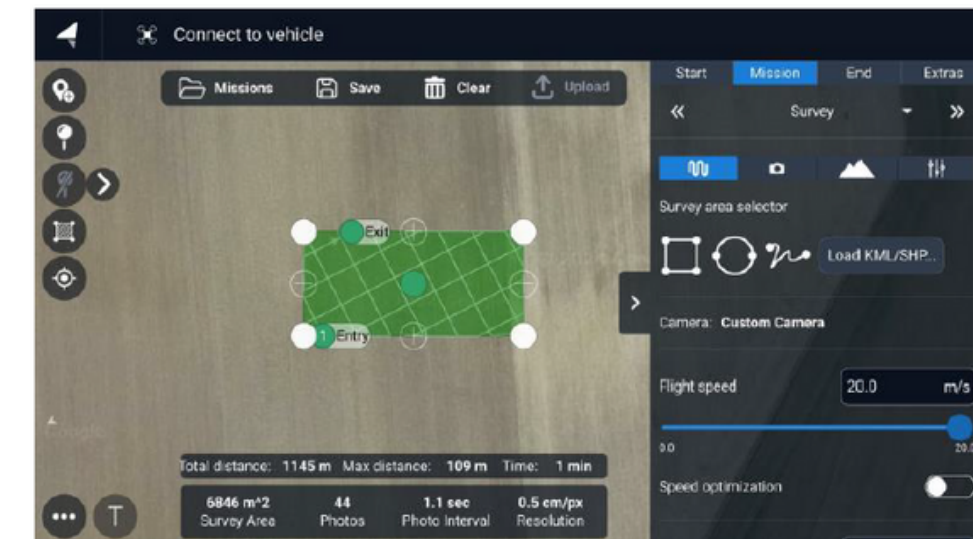 Connect to vehicle
Missions Save Clear Upload
Start Mission End Extras
Survey
Survey area selector
Load KML/SHP...
Camera: Custom Camera
Flight speed 20.0 m/s
0.0 20.0
Speed optimization
Exit
1 Entry
Google
Total distance: 1145 m Max distance: 109 m Time: 1 min
6846 m^2 44 1.1 sec 0.5 cm/px
Survey Area Photos Photo Interval Resolution
T